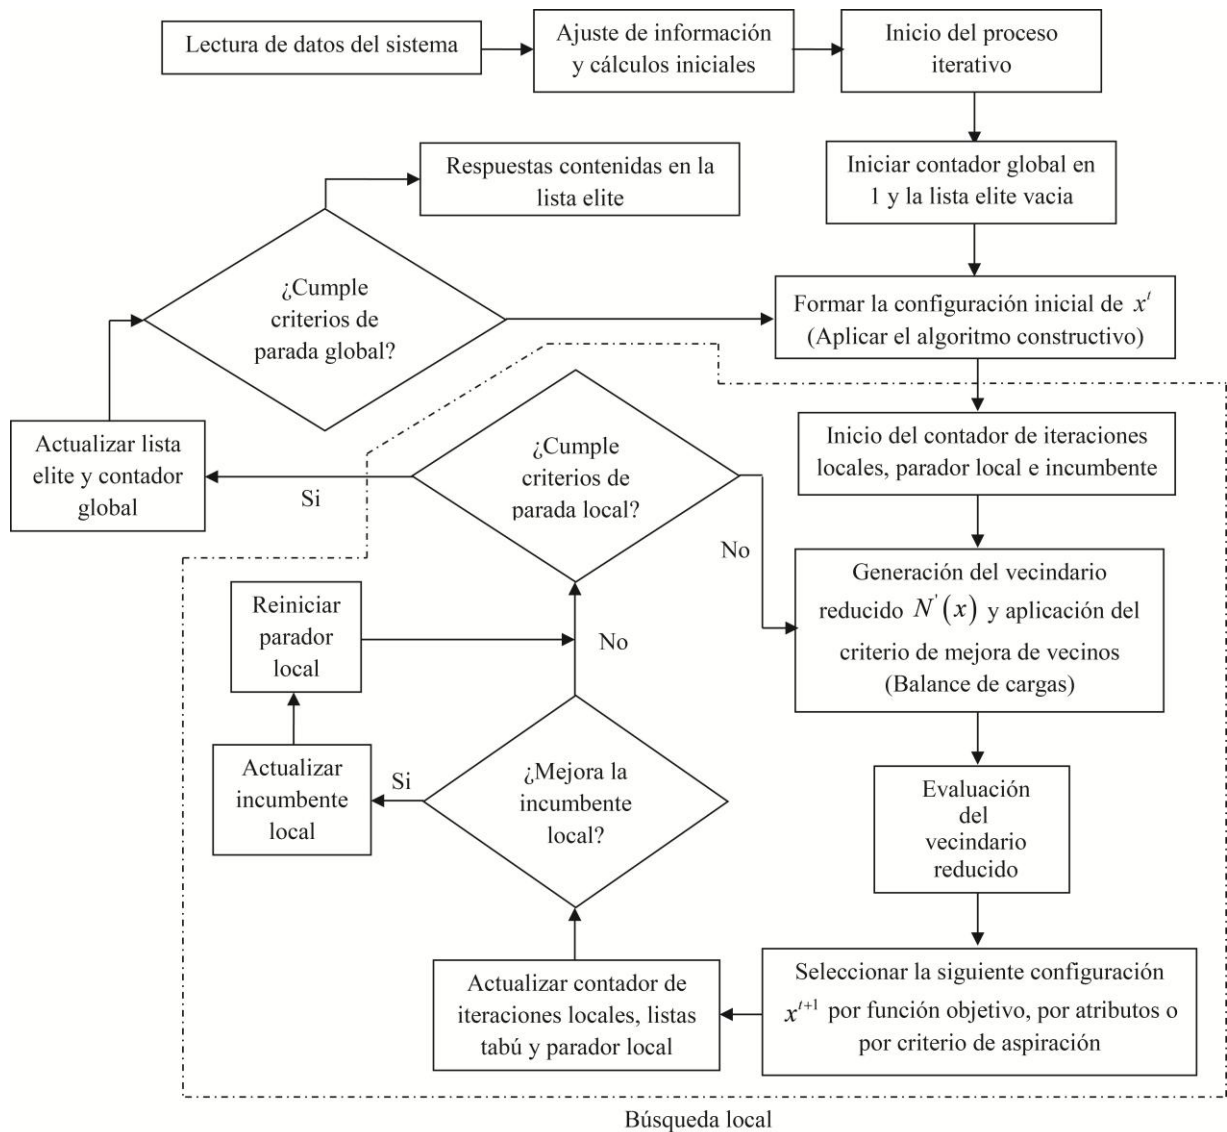 Lectura de datos del sistema
Ajuste de información
y cálculos iniciales
Inicio del proceso
iterativo
Iniciar contador global en
1 y la lista elite vacia
Respuestas contenidas en la
lista elite
¿Cumple
criterios de
parada global?
Formar la configuración inicial de x^t
(Aplicar el algoritmo constructivo)
Actualizar lista
elite y contador
global
Si
¿Cumple
criterios de
parada local?
No
Inicio del contador de iteraciones
locales, parador local e incumbente
Generación del vecindario
reducido N'(x) y aplicación del
criterio de mejora de vecinos
(Balance de cargas)
Reiniciar
parador
local
No
Actualizar
incumbente
local
Si
¿Mejora la
incumbente
local?
Evaluación
del
vecindario
reducido
Actualizar contador de
iteraciones locales, listas
tabú y parador local
Seleccionar la siguiente configuración
x^{t+1} por función objetivo, por atributos o
por criterio de aspiración
Búsqueda local